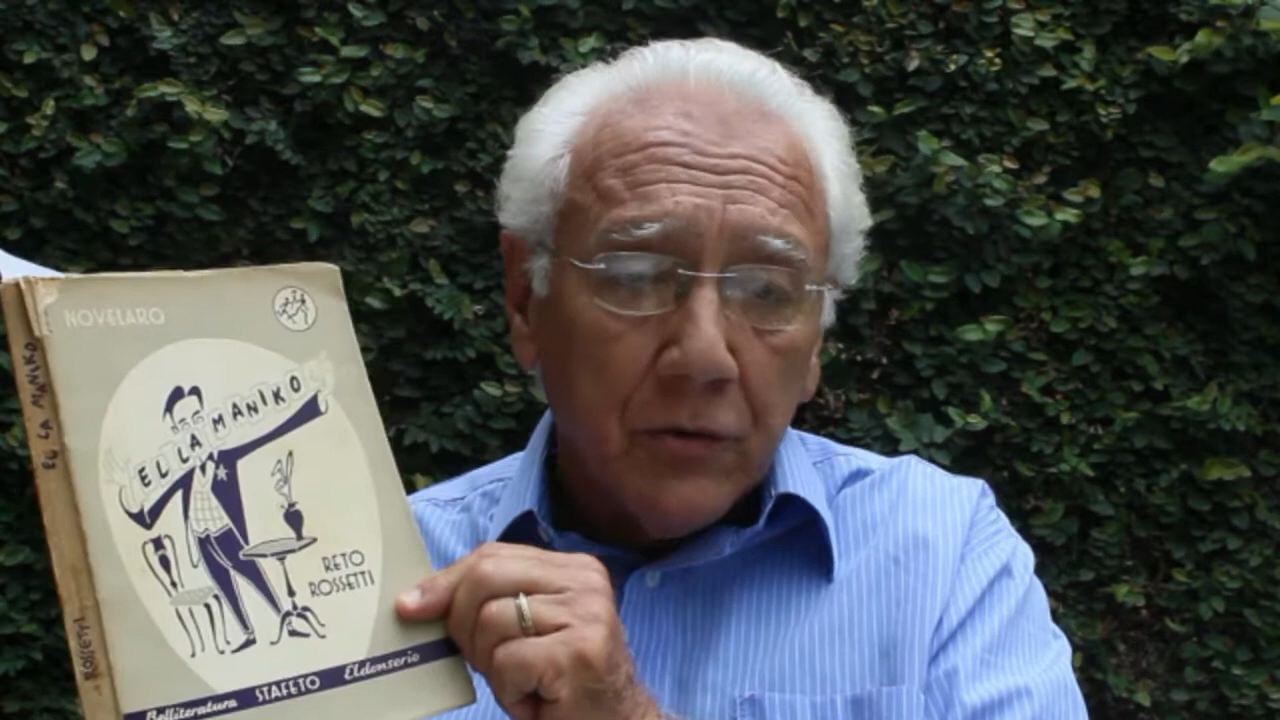 NOVELARO
EL LA MANIKO
RETO
ROSSETTI
Belliteratura STAFETO Eldonserio
EL LA MANIKO
ROSSETTI